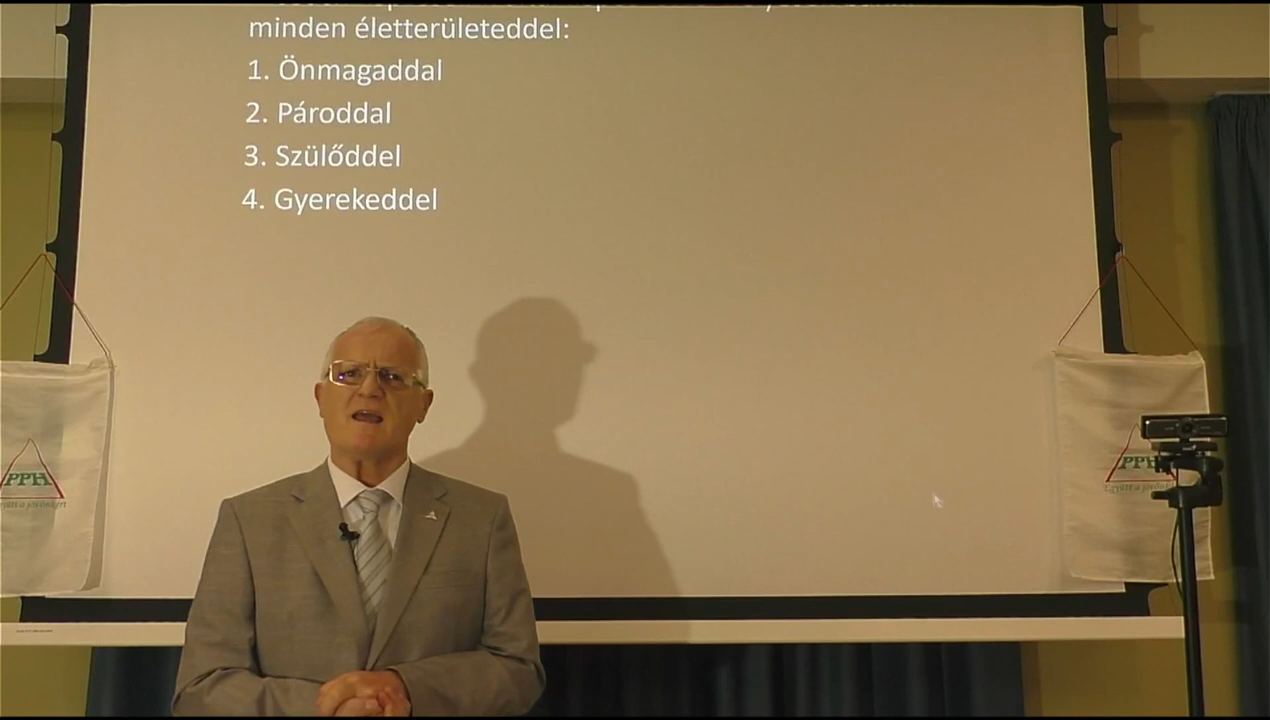 minden életterületeddel:
1. Önmagaddal
2. Pároddal
3. Szülőddel
4. Gyerekeddel
PPH
PPH